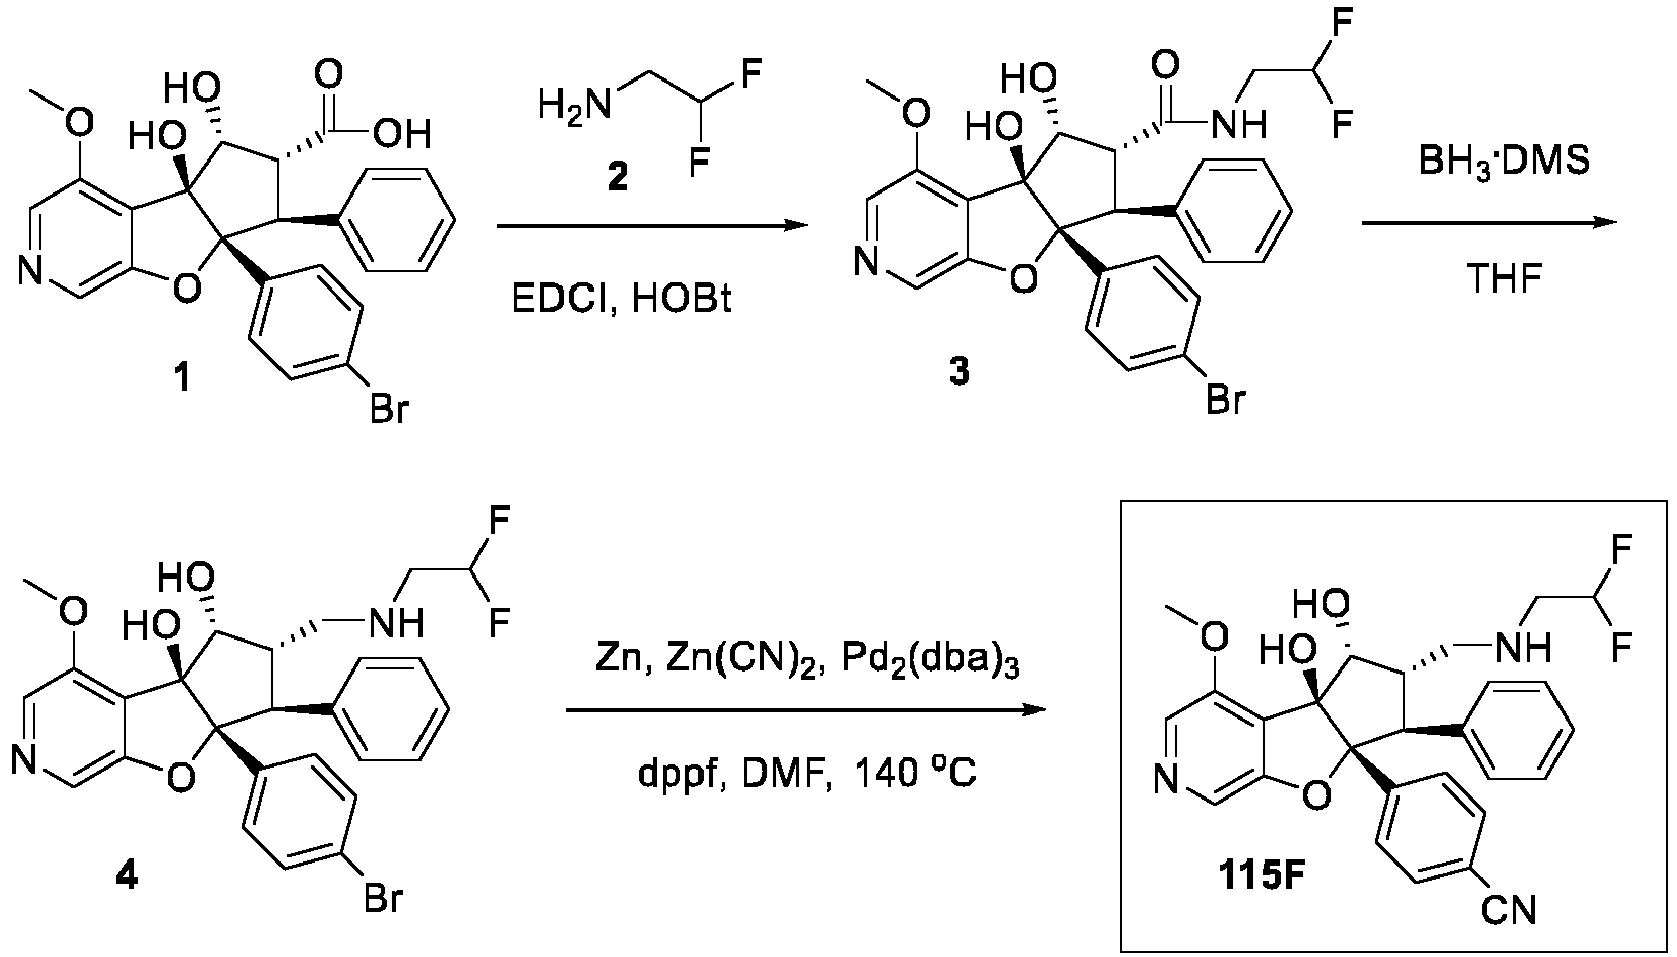 O
HO
HO
O
OH
N
O
Br
1
H₂N
F
F
2
EDCI, HOBt
O
HO
HO
O
NH
F
F
N
O
Br
3
BH₃·DMS
THF
O
HO
HO
NH
F
F
N
O
Br
4
Zn, Zn(CN)₂, Pd₂(dba)₃
dppf, DMF, 140 ⁰C
O
HO
HO
NH
F
F
N
O
CN
115F